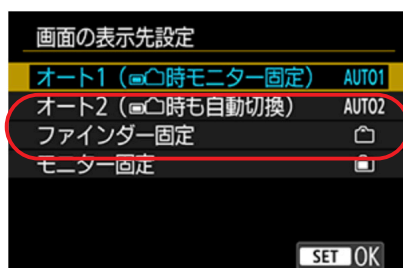 画面の表示先設定
オート1（時モニター固定） AUTO1
オート2（時も自動切換） AUTO2
ファインダー固定
モニター固定
SET OK